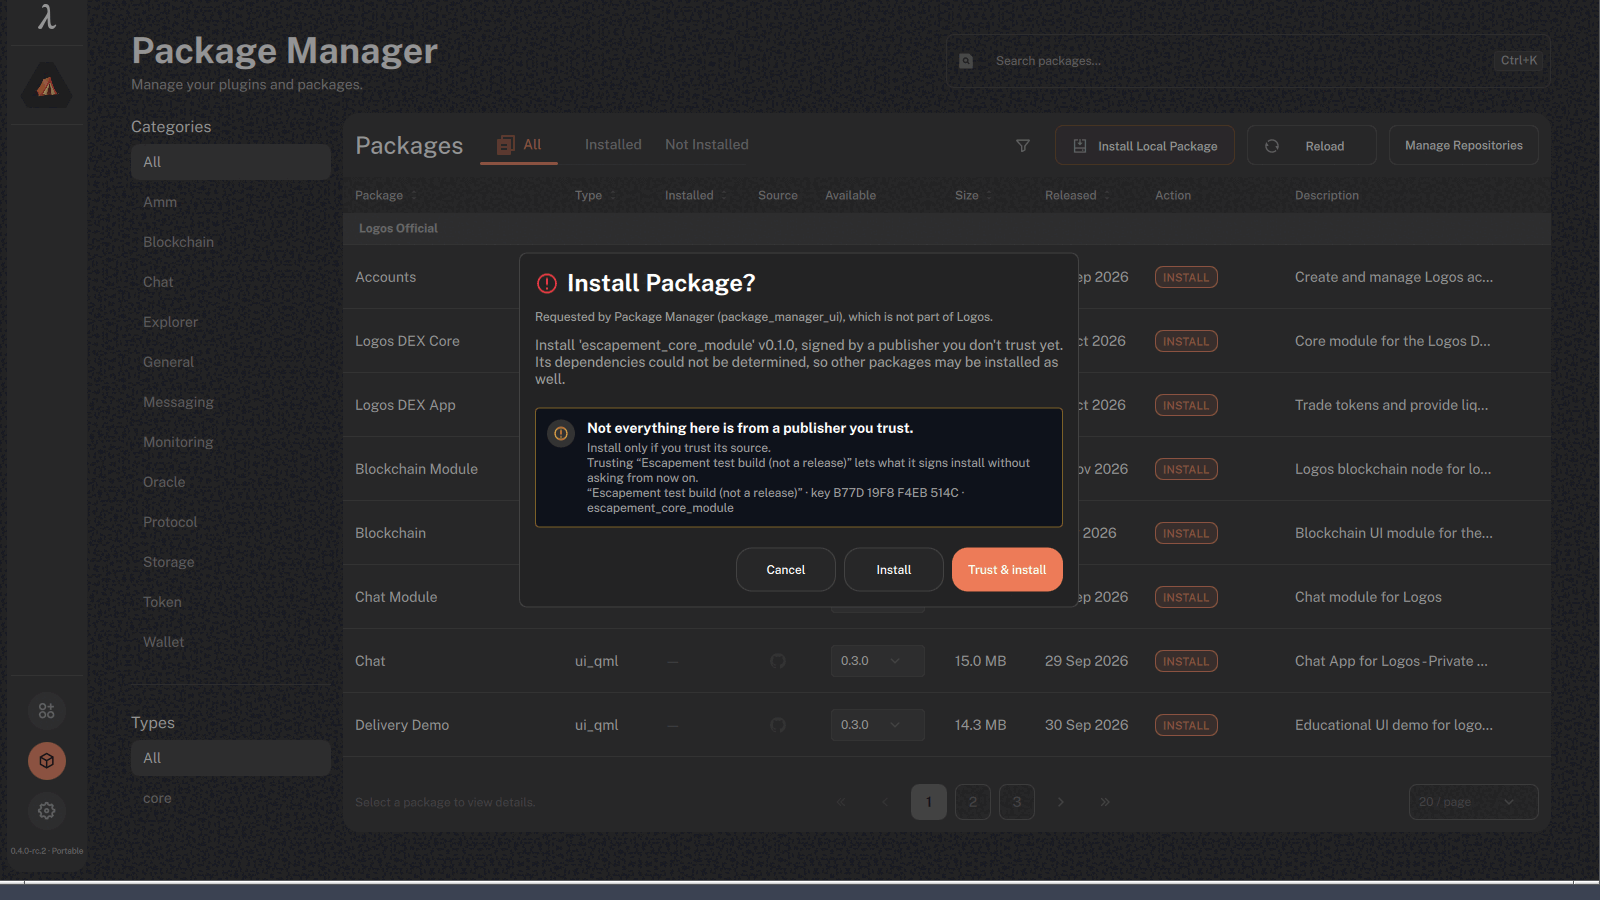 λ
Package Manager
Manage your plugins and packages.
Search packages...
Ctrl+K
Categories
All
Amm
Blockchain
Chat
Explorer
General
Messaging
Monitoring
Oracle
Protocol
Storage
Token
Wallet
Types
All
core
0.4.0-rc.2 · Portable
Packages
All
Installed
Not Installed
Install Local Package
Reload
Manage Repositories
Package Type Installed Source Available Size Released Action Description
Logos Official
Accounts ep 2026 INSTALL Create and manage Logos ac...
Logos DEX Core ct 2026 INSTALL Core module for the Logos D...
Logos DEX App ct 2026 INSTALL Trade tokens and provide liq...
Blockchain Module ov 2026 INSTALL Logos blockchain node for lo...
Blockchain 2026 INSTALL Blockchain UI module for the...
Chat Module ep 2026 INSTALL Chat module for Logos
Chat ui_qml — 0.3.0 15.0 MB 29 Sep 2026 INSTALL Chat App for Logos - Private ...
Delivery Demo ui_qml — 0.3.0 14.3 MB 30 Sep 2026 INSTALL Educational UI demo for logo...
Select a package to view details.
« ‹ 1 2 3 › »
20 / page
Install Package?
Requested by Package Manager (package_manager_ui), which is not part of Logos.
Install 'escapement_core_module' v0.1.0, signed by a publisher you don't trust yet.
Its dependencies could not be determined, so other packages may be installed as
well.
Not everything here is from a publisher you trust.
Install only if you trust its source.
Trusting “Escapement test build (not a release)” lets what it signs install without
asking from now on.
“Escapement test build (not a release)” · key B77D 19F8 F4EB 514C ·
escapement_core_module
Cancel
Install
Trust & install